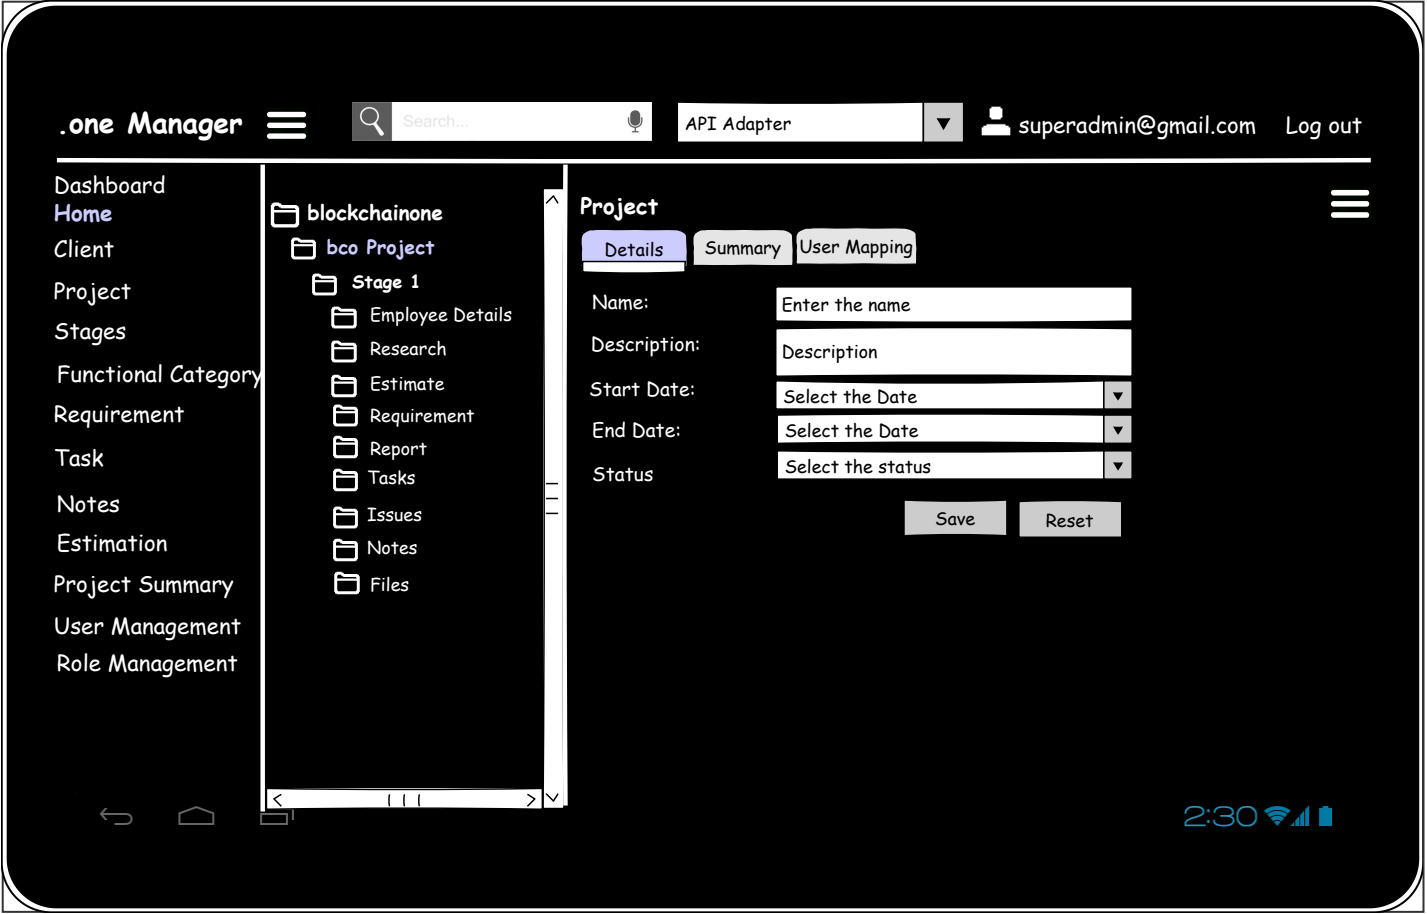 .one Manager
Search...
API Adapter
superadmin@gmail.com
Log out
Dashboard
Home
Client
Project
Stages
Functional Category
Requirement
Task
Notes
Estimation
Project Summary
User Management
Role Management
blockchainone
bco Project
Stage 1
Employee Details
Research
Estimate
Requirement
Report
Tasks
Issues
Notes
Files
Project
Details
Summary
User Mapping
Name:
Enter the name
Description:
Description
Start Date:
Select the Date
End Date:
Select the Date
Status
Select the status
Save
Reset
2:30